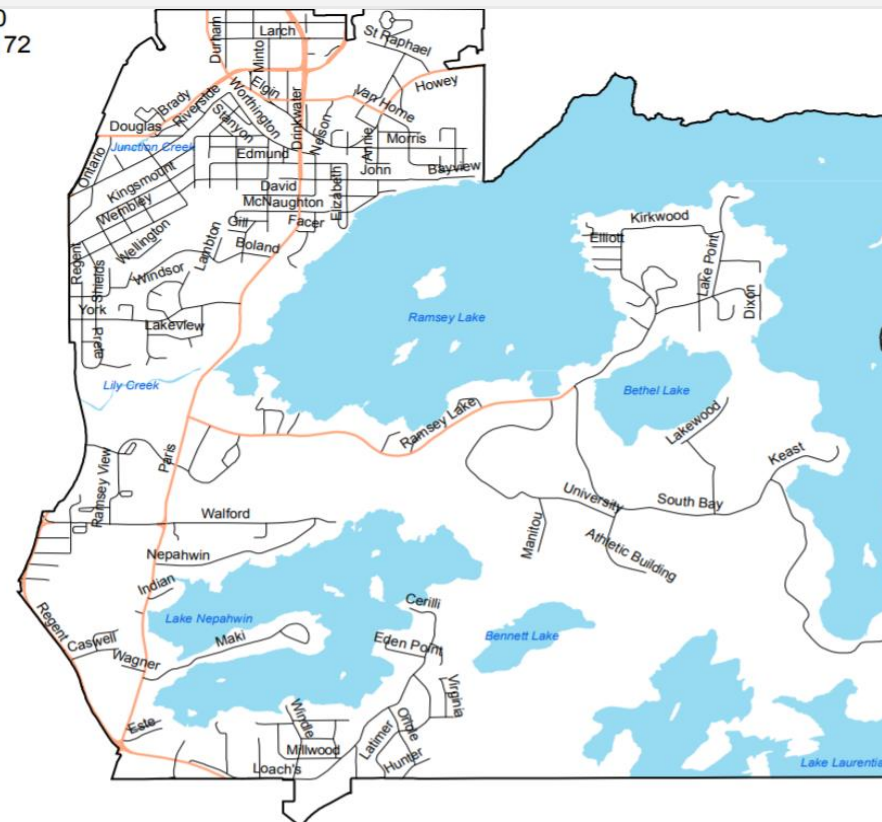 0
72
Durham
Larch
Minto
St Raphael
Elgin
Howey
Brady
Riverside
Worthington
Drinkwater
Van Horne
Stanyon
Nelson
Annie
Douglas
Junction Creek
Morris
Ontario
Edmund
John
Bayview
Kingsmount
David
Elizabeth
Wembley
McNaughton
Gill
Facer
Kirkwood
Wellington
Lambton
Boland
Elliott
Lake Point
Regent
Shields
Windsor
Dixon
York
Lakeview
Ramsey Lake
Lily Creek
Bethel Lake
Ramsey Lake
Lakewood
Paris
Ramsey View
Keast
University
South Bay
Walford
Manitou
Athletic Building
Nepahwin
Indian
Cerilli
Regent
Lake Nepahwin
Bennett Lake
Caswell
Maki
Eden Point
Wagner
Virginia
Este
Windle
Latimer
Oriole
Millwood
Hunter
Loach's
Lake Laurentia